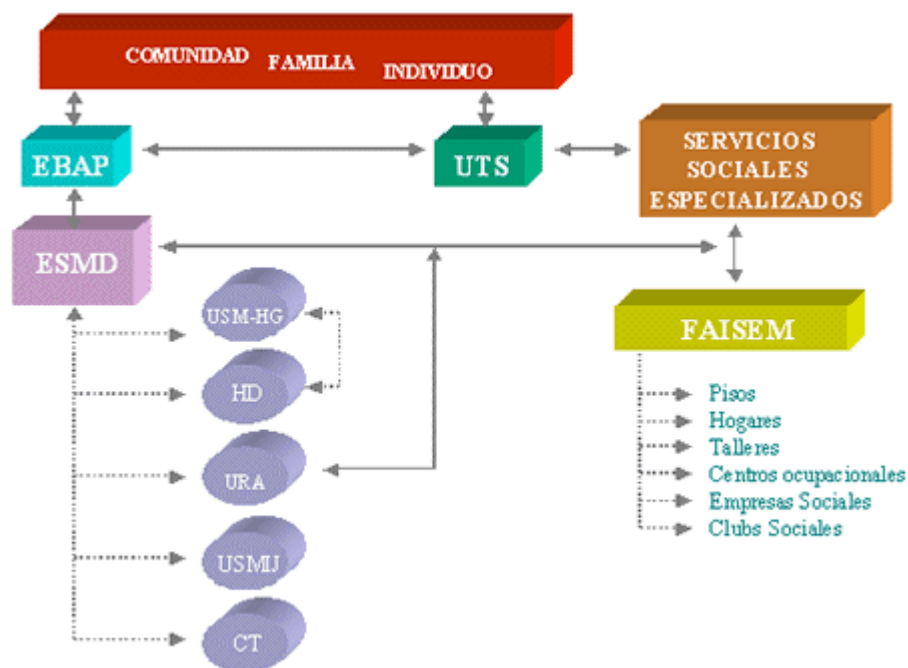 COMUNIDAD FAMILIA INDIVIDUO
EBAP
UTS
SERVICIOS
SOCIALES
ESPECIALIZADOS
ESMD
USM-HG
HD
URA
USMIJ
CT
FAISEM
Pisos
Hogares
Talleres
Centros ocupacionales
Empresas Sociales
Clubs Sociales